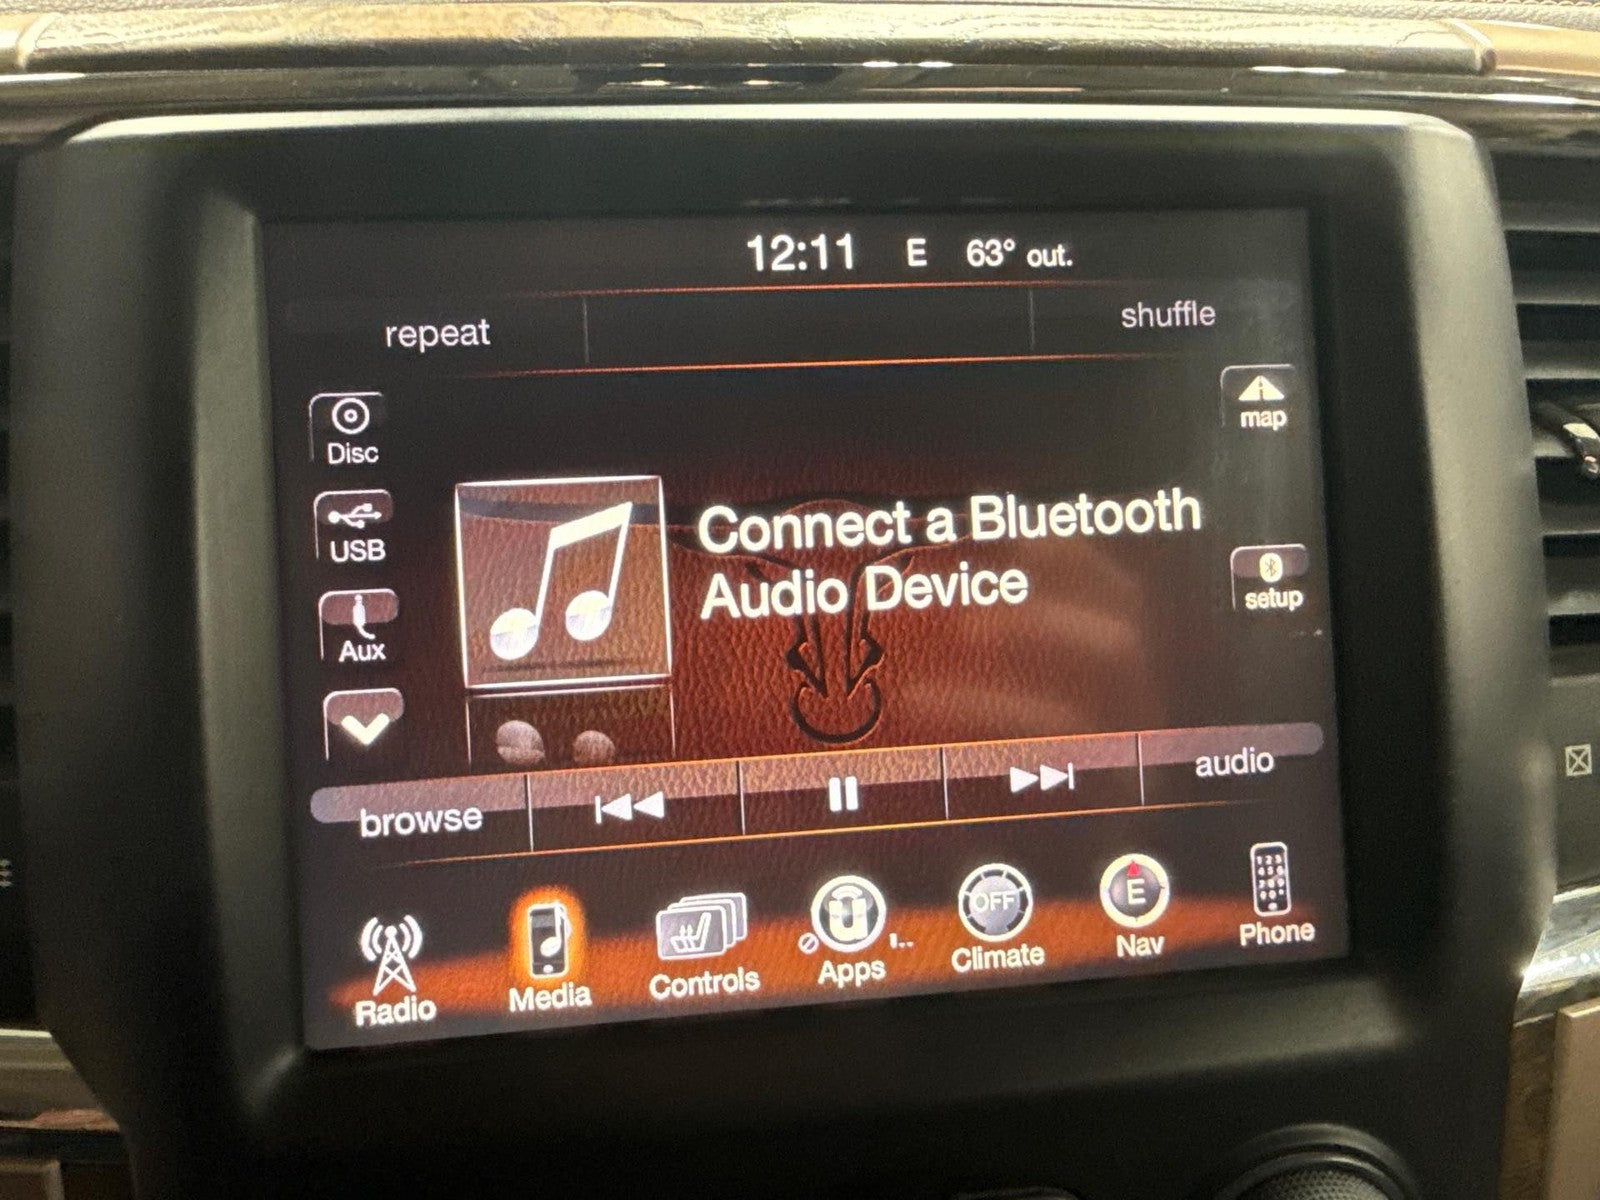 12:11 E 63° out.
repeat shuffle
Disc
map
USB
Connect a Bluetooth
Audio Device
setup
Aux
browse audio
OFF
E
Radio
Media
Controls
Apps
Climate
Nav
Phone